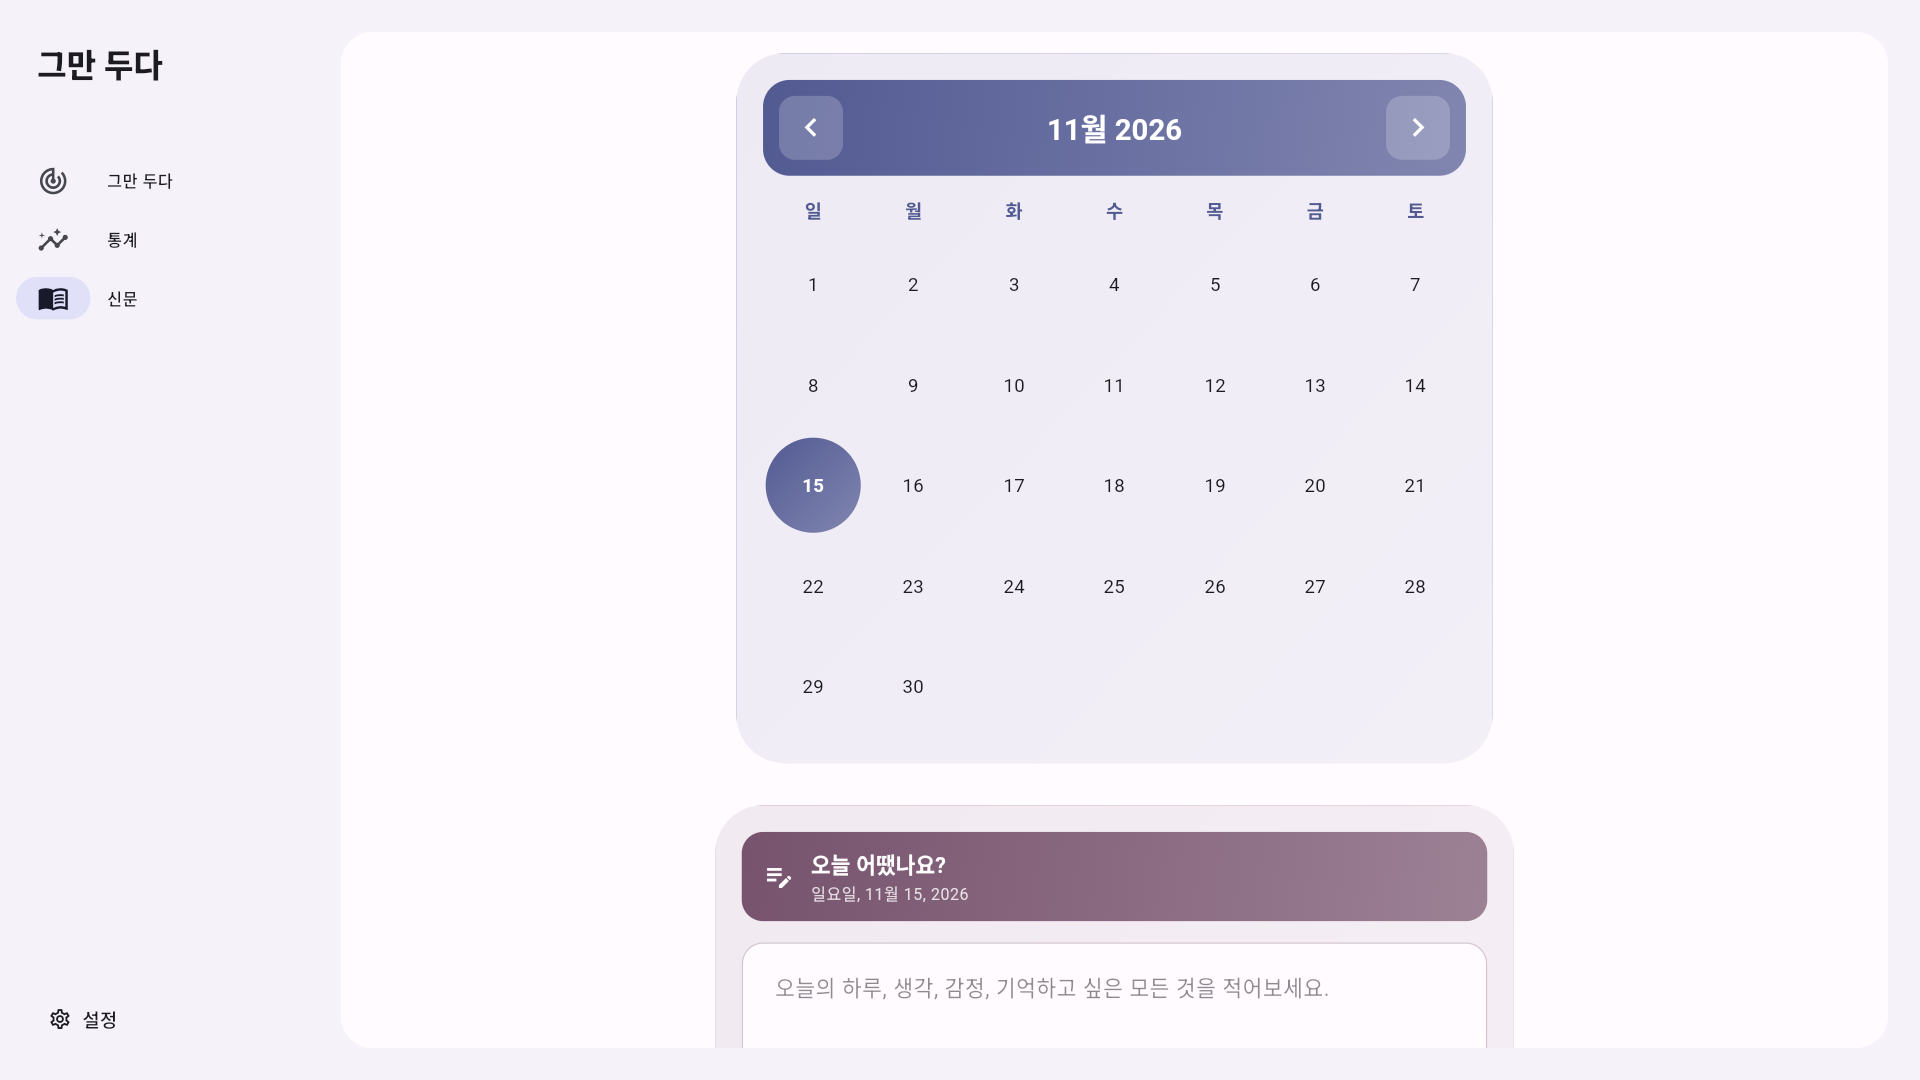 그만 두다
그만 두다
통계
신문
설정
11월 2026
일 월 화 수 목 금 토
1 2 3 4 5 6 7
8 9 10 11 12 13 14
15 16 17 18 19 20 21
22 23 24 25 26 27 28
29 30
오늘 어땠나요?
일요일, 11월 15, 2026
오늘의 하루, 생각, 감정, 기억하고 싶은 모든 것을 적어보세요.